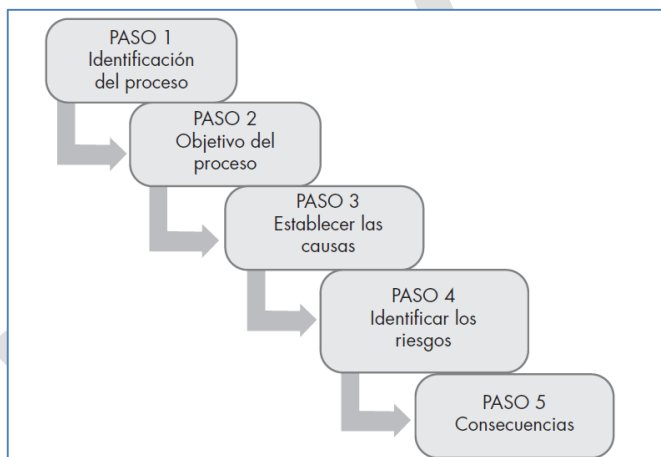 PASO 1
Identificación
del proceso
PASO 2
Objetivo del
proceso
PASO 3
Establecer las
causas
PASO 4
Identificar los
riesgos
PASO 5
Consecuencias